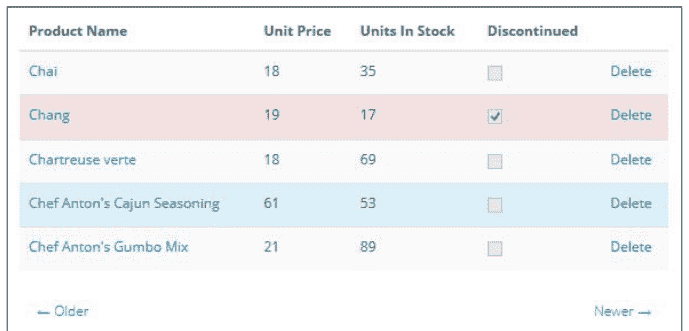 Product Name Unit Price Units In Stock Discontinued
Chai 18 35 Delete
Chang 19 17 Delete
Chartreuse verte 18 69 Delete
Chef Anton's Cajun Seasoning 61 53 Delete
Chef Anton's Gumbo Mix 21 89 Delete
← Older Newer →